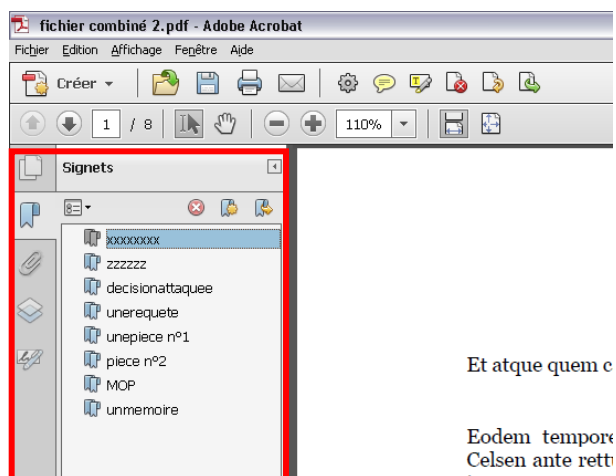 fichier combiné 2.pdf - Adobe Acrobat
Fichier Edition Affichage Fenêtre Aide
Créer
1 / 8 110%
Signets
xxxxxxxx
zzzzzz
decisionattaquee
unerequete
unepiece n°1
piece n°2
MOP
unmemoire
Et atque quem c
Eodem tempore
Celsen ante rettu